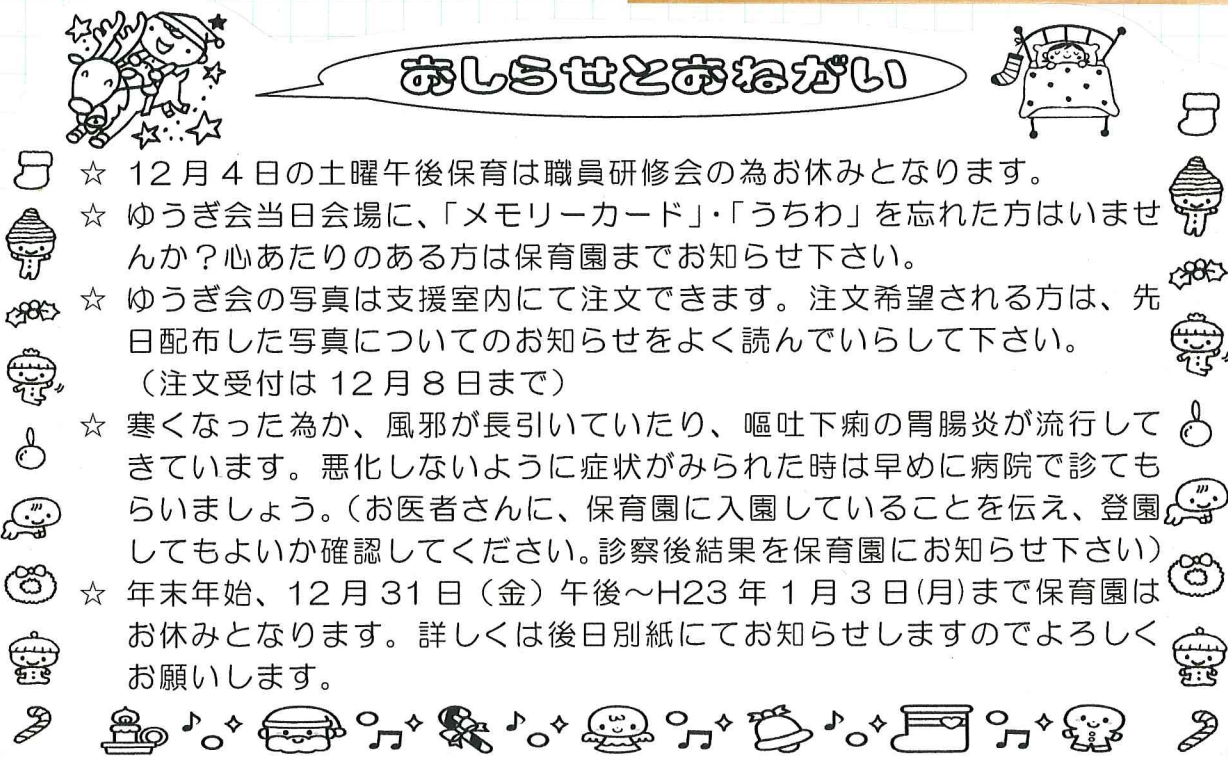 おしらせとおねがい
☆ 12月4日の土曜午後保育は職員研修会の為お休みとなります。
☆ ゆうぎ会当日会場に、「メモリーカード」・「うちわ」を忘れた方はいませ
んか？心あたりのある方は保育園までお知らせ下さい。
☆ ゆうぎ会の写真は支援室内にて注文できます。注文希望される方は、先
日配布した写真についてのお知らせをよく読んでいらして下さい。
（注文受付は12月8日まで）
☆ 寒くなった為か、風邪が長引いていたり、嘔吐下痢の胃腸炎が流行して
きています。悪化しないように症状がみられた時は早めに病院で診ても
らいましょう。（お医者さんに、保育園に入園していることを伝え、登園
してもよいか確認してください。診察後結果を保育園にお知らせ下さい）
☆ 年末年始、12月31日（金）午後～H23年1月3日(月)まで保育園は
お休みとなります。詳しくは後日別紙にてお知らせしますのでよろしく
お願いします。